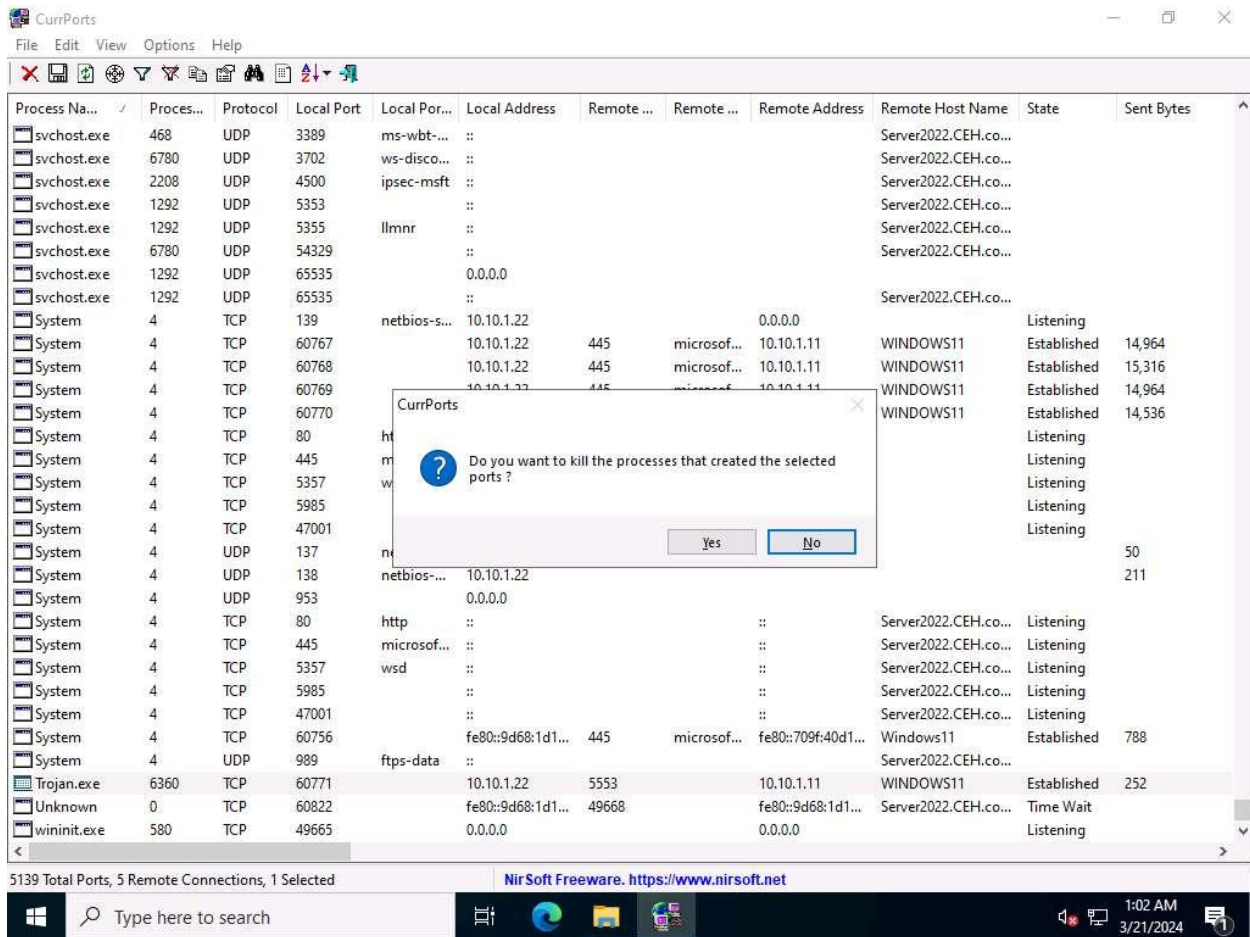 CurrPorts
File Edit View Options Help
Process Na... Proces... Protocol Local Port Local Por... Local Address Remote ... Remote ... Remote Address Remote Host Name State Sent Bytes
svchost.exe 468 UDP 3389 ms-wbt-... :: Server2022.CEH.co...
svchost.exe 6780 UDP 3702 ws-disco... :: Server2022.CEH.co...
svchost.exe 2208 UDP 4500 ipsec-msft :: Server2022.CEH.co...
svchost.exe 1292 UDP 5353 :: Server2022.CEH.co...
svchost.exe 1292 UDP 5355 llmnr :: Server2022.CEH.co...
svchost.exe 6780 UDP 54329 :: Server2022.CEH.co...
svchost.exe 1292 UDP 65535 0.0.0.0
svchost.exe 1292 UDP 65535 :: Server2022.CEH.co...
System 4 TCP 139 netbios-s... 10.10.1.22 0.0.0.0 Listening
System 4 TCP 60767 10.10.1.22 445 microsof... 10.10.1.11 WINDOWS11 Established 14,964
System 4 TCP 60768 10.10.1.22 445 microsof... 10.10.1.11 WINDOWS11 Established 15,316
System 4 TCP 60769 10.10.1.22 445 microsof... 10.10.1.11 WINDOWS11 Established 14,964
System 4 TCP 60770 WINDOWS11 Established 14,536
System 4 TCP 80 ht Listening
System 4 TCP 445 m Listening
System 4 TCP 5357 w Listening
System 4 TCP 5985 Listening
System 4 TCP 47001 Listening
System 4 UDP 137 ne 50
System 4 UDP 138 netbios-... 10.10.1.22 211
System 4 UDP 953 0.0.0.0
System 4 TCP 80 http :: :: Server2022.CEH.co... Listening
System 4 TCP 445 microsof... :: :: Server2022.CEH.co... Listening
System 4 TCP 5357 wsd :: :: Server2022.CEH.co... Listening
System 4 TCP 5985 :: :: Server2022.CEH.co... Listening
System 4 TCP 47001 :: :: Server2022.CEH.co... Listening
System 4 TCP 60756 fe80::9d68:1d1... 445 microsof... fe80::709f:40d1... Windows11 Established 788
System 4 UDP 989 ftps-data :: Server2022.CEH.co...
Trojan.exe 6360 TCP 60771 10.10.1.22 5553 10.10.1.11 WINDOWS11 Established 252
Unknown 0 TCP 60822 fe80::9d68:1d1... 49668 fe80::9d68:1d1... Server2022.CEH.co... Time Wait
wininit.exe 580 TCP 49665 0.0.0.0 0.0.0.0 Listening
CurrPorts
Do you want to kill the processes that created the selected
ports ?
Yes No
5139 Total Ports, 5 Remote Connections, 1 Selected NirSoft Freeware. https://www.nirsoft.net
Type here to search 1:02 AM
3/21/2024
1